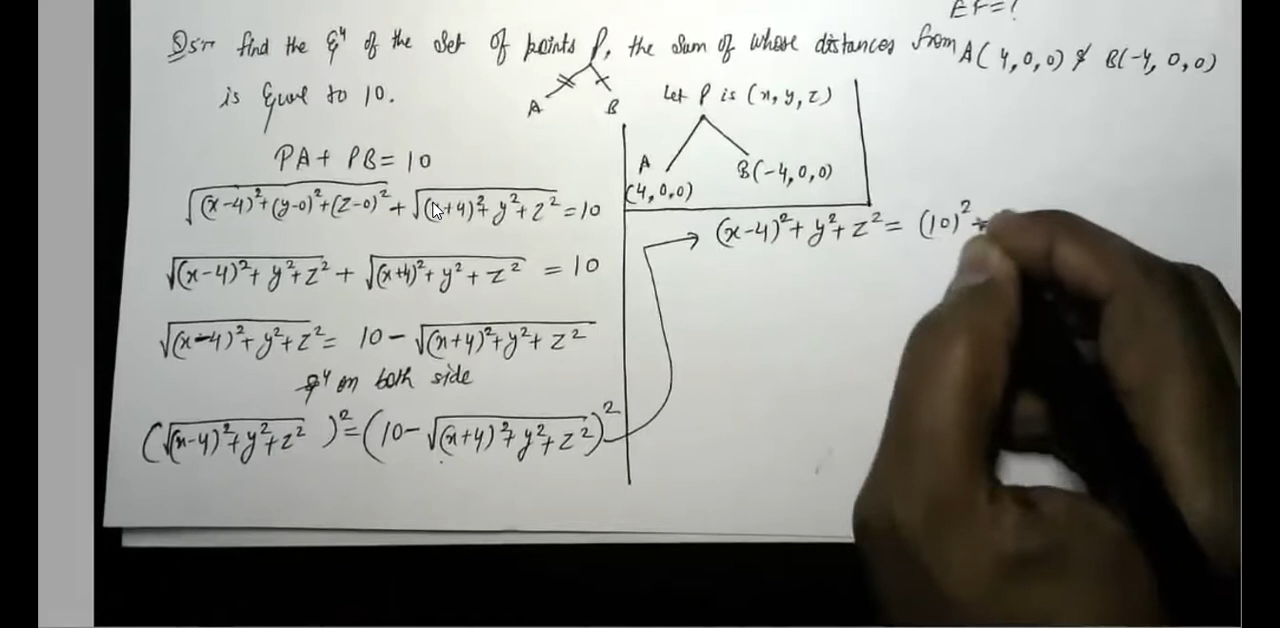 EF=?
Q5 → find the Eqn of the set of points P, the sum of whose distances from A(4,0,0) & B(-4,0,0)
is Equal to 10.
A B
PA + PB = 10
√(x-4)²+(y-0)²+(z-0)² + √(x+4)²+y²+z² = 10
√(x-4)²+y²+z² + √(x+4)²+y²+z² = 10
√(x-4)²+y²+z² = 10 - √(x+4)²+y²+z²
on both side
(√(x-4)²+y²+z²)² = (10 - √(x+4)²+y²+z²)²
Let P is (x, y, z)
A
(4,0,0)
B(-4,0,0)
(x-4)²+y²+z² = (10)² +